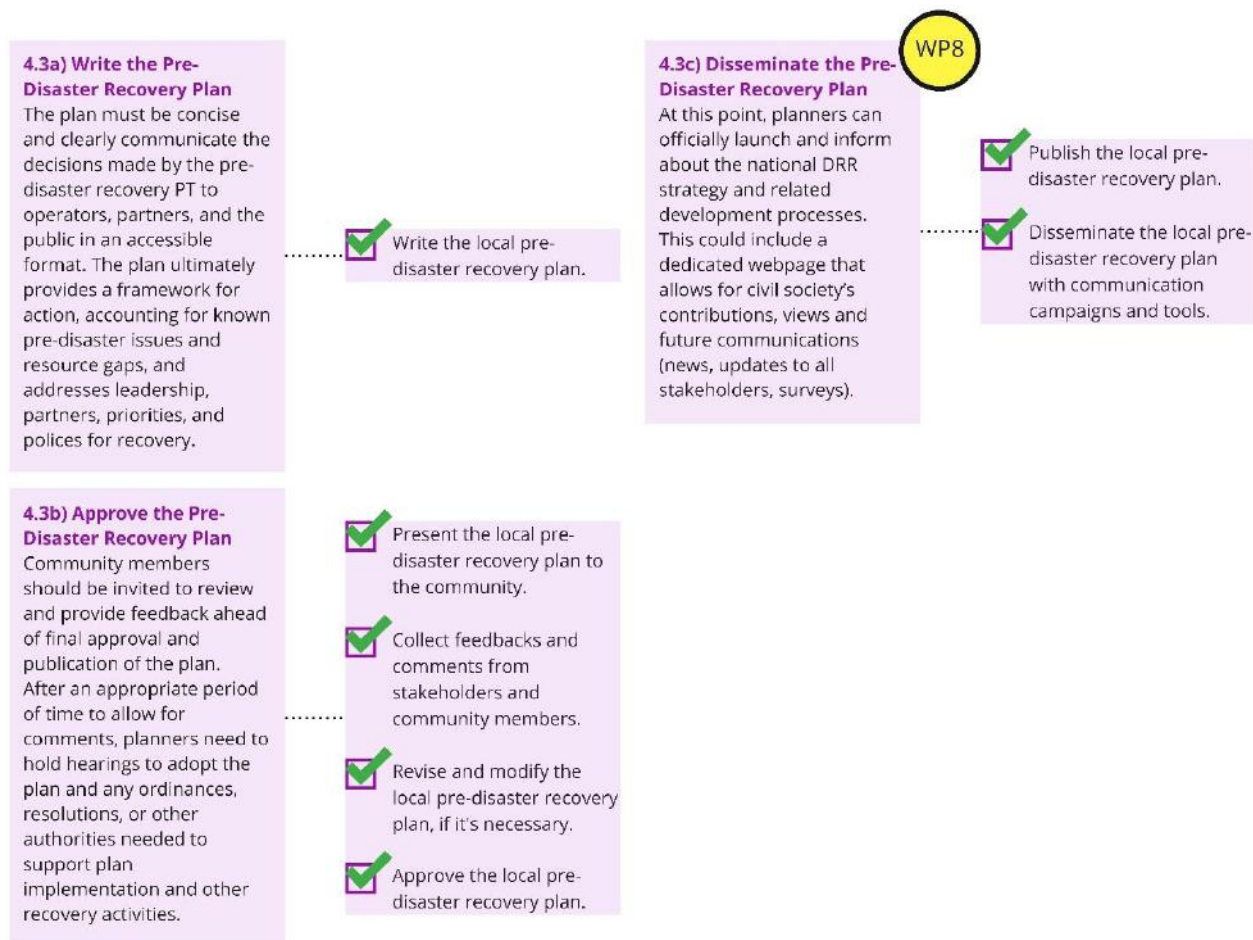 4.3a) Write the Pre-
Disaster Recovery Plan
The plan must be concise
and clearly communicate the
decisions made by the pre-
disaster recovery PT to
operators, partners, and the
public in an accessible
format. The plan ultimately
provides a framework for
action, accounting for known
pre-disaster issues and
resource gaps, and
addresses leadership,
partners, priorities, and
polices for recovery.
Write the local pre-
disaster recovery plan.
4.3b) Approve the Pre-
Disaster Recovery Plan
Community members
should be invited to review
and provide feedback ahead
of final approval and
publication of the plan.
After an appropriate period
of time to allow for
comments, planners need to
hold hearings to adopt the
plan and any ordinances,
resolutions, or other
authorities needed to
support plan
implementation and other
recovery activities.
Present the local pre-
disaster recovery plan to
the community.
Collect feedbacks and
comments from
stakeholders and
community members.
Revise and modify the
local pre-disaster recovery
plan, if it's necessary.
Approve the local pre-
disaster recovery plan.
WP8
4.3c) Disseminate the Pre-
Disaster Recovery Plan
At this point, planners can
officially launch and inform
about the national DRR
strategy and related
development processes.
This could include a
dedicated webpage that
allows for civil society's
contributions, views and
future communications
(news, updates to all
stakeholders, surveys).
Publish the local pre-
disaster recovery plan.
Disseminate the local pre-
disaster recovery plan
with communication
campaigns and tools.